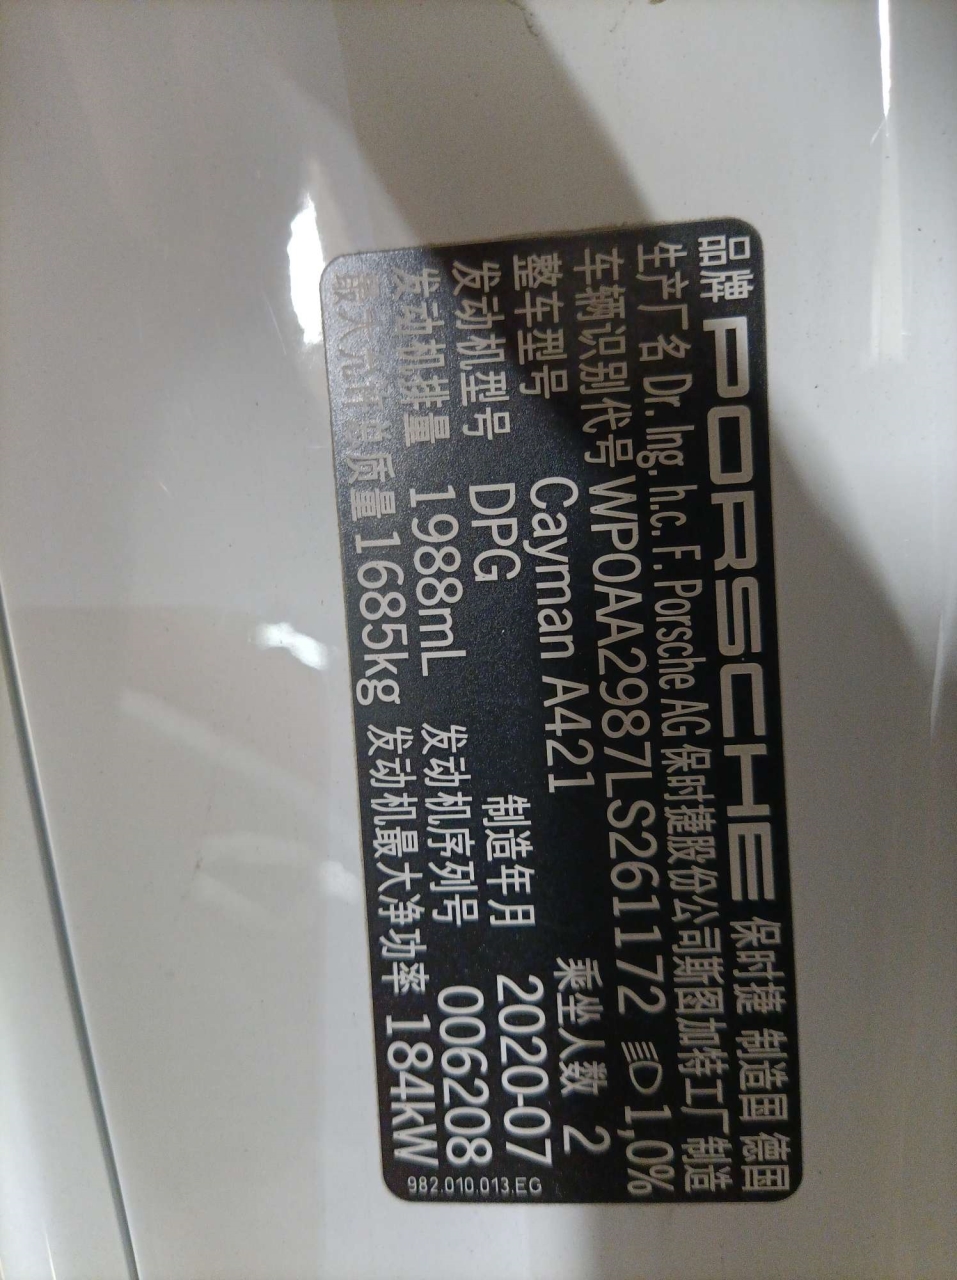 品牌 PORSCHE 保时捷 制造国 德国
生产厂名 Dr. Ing. h.c. F. Porsche AG 保时捷股份公司斯图加特工厂制造
车辆识别代号 WP0AA2987LS261172 1,0%
整车型号 Cayman A421 乘坐人数 2
发动机型号 DPG 制造年月 2020-07
发动机排量 1988mL 发动机序列号 006208
最大允许总质量 1685kg 发动机最大净功率 184kW
982.010.013.EG